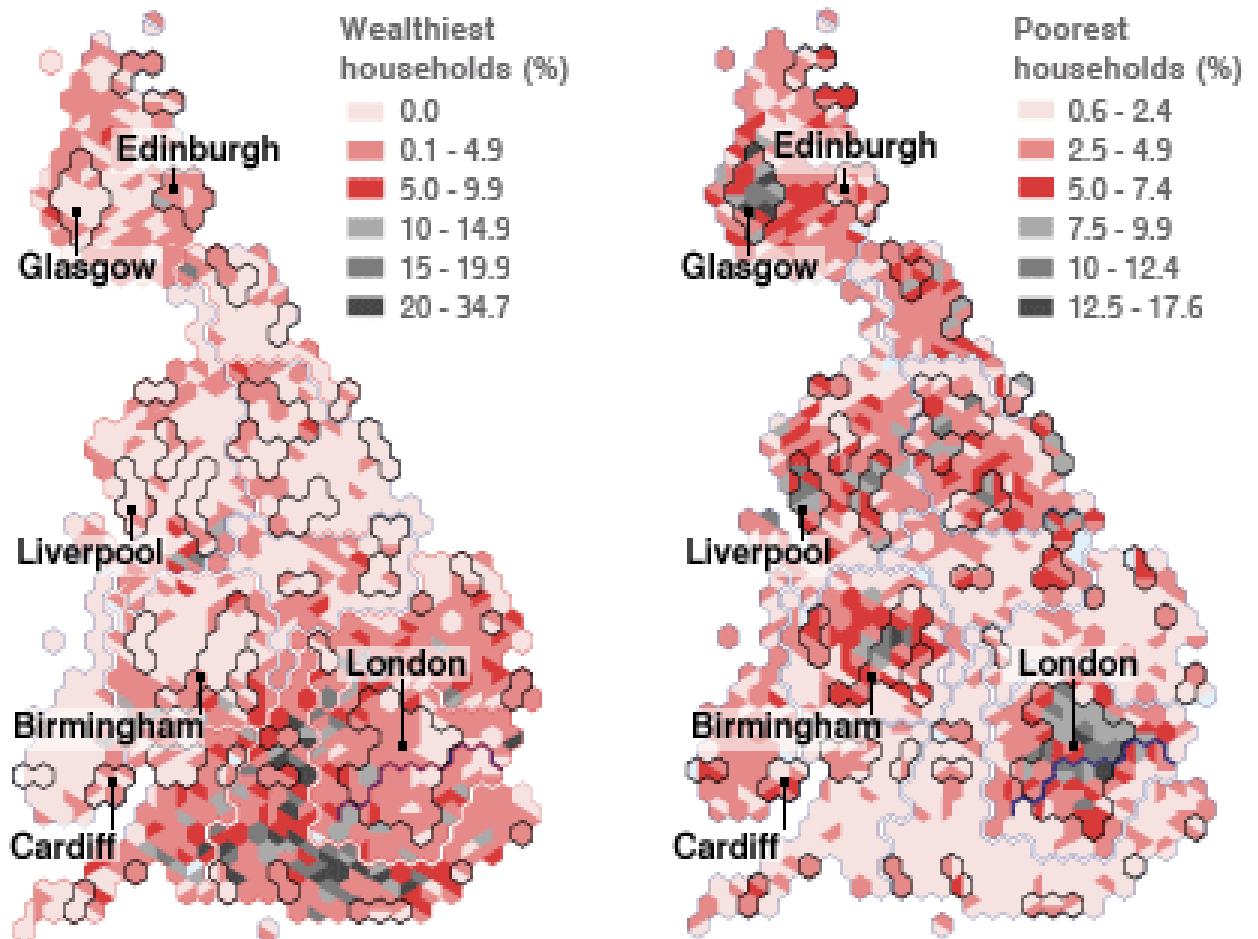 Wealthiest
households (%)
0.0
0.1 - 4.9
5.0 - 9.9
10 - 14.9
15 - 19.9
20 - 34.7
Edinburgh
Glasgow
Liverpool
London
Birmingham
Cardiff
Poorest
households (%)
0.6 - 2.4
2.5 - 4.9
5.0 - 7.4
7.5 - 9.9
10 - 12.4
12.5 - 17.6
Edinburgh
Glasgow
Liverpool
London
Birmingham
Cardiff